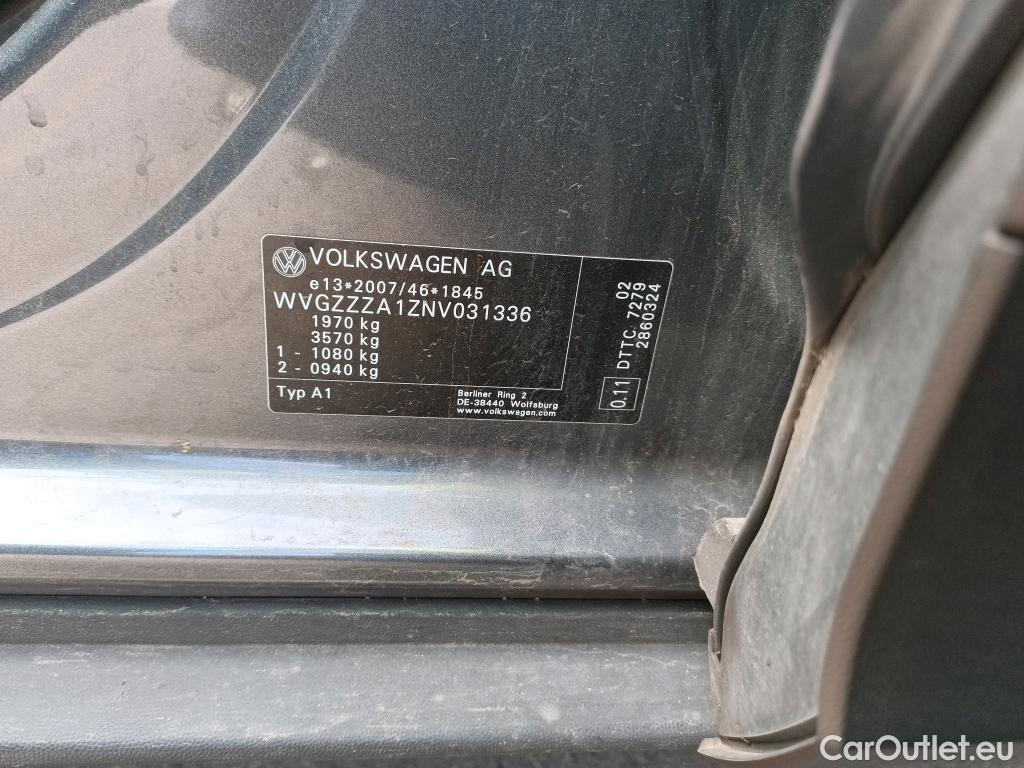 VOLKSWAGEN AG
e13*2007/46*1845
WVGZZZA1ZNV031336
1970 kg
3570 kg
1 - 1080 kg
2 - 0940 kg
Typ A1
Berliner Ring 2
DE-38440 Wolfsburg
www.volkswagen.com
0.11 DTTC. 7279 02
2860324
CarOutlet.eu